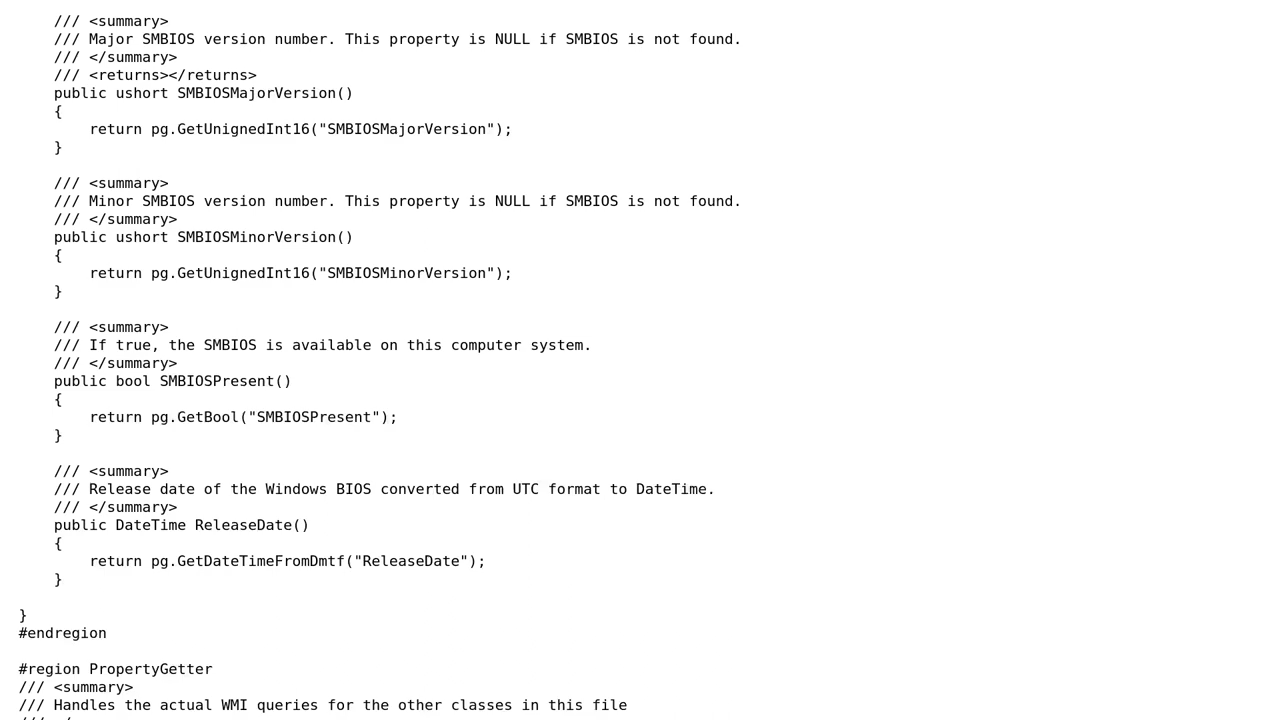 /// <summary>
/// Major SMBIOS version number. This property is NULL if SMBIOS is not found.
/// </summary>
/// <returns></returns>
public ushort SMBIOSMajorVersion()
{
return pg.GetUnignedInt16("SMBIOSMajorVersion");
}
/// <summary>
/// Minor SMBIOS version number. This property is NULL if SMBIOS is not found.
/// </summary>
public ushort SMBIOSMinorVersion()
{
return pg.GetUnignedInt16("SMBIOSMinorVersion");
}
/// <summary>
/// If true, the SMBIOS is available on this computer system.
/// </summary>
public bool SMBIOSPresent()
{
return pg.GetBool("SMBIOSPresent");
}
/// <summary>
/// Release date of the Windows BIOS converted from UTC format to DateTime.
/// </summary>
public DateTime ReleaseDate()
{
return pg.GetDateTimeFromDmtf("ReleaseDate");
}
}
#endregion
#region PropertyGetter
/// <summary>
/// Handles the actual WMI queries for the other classes in this file